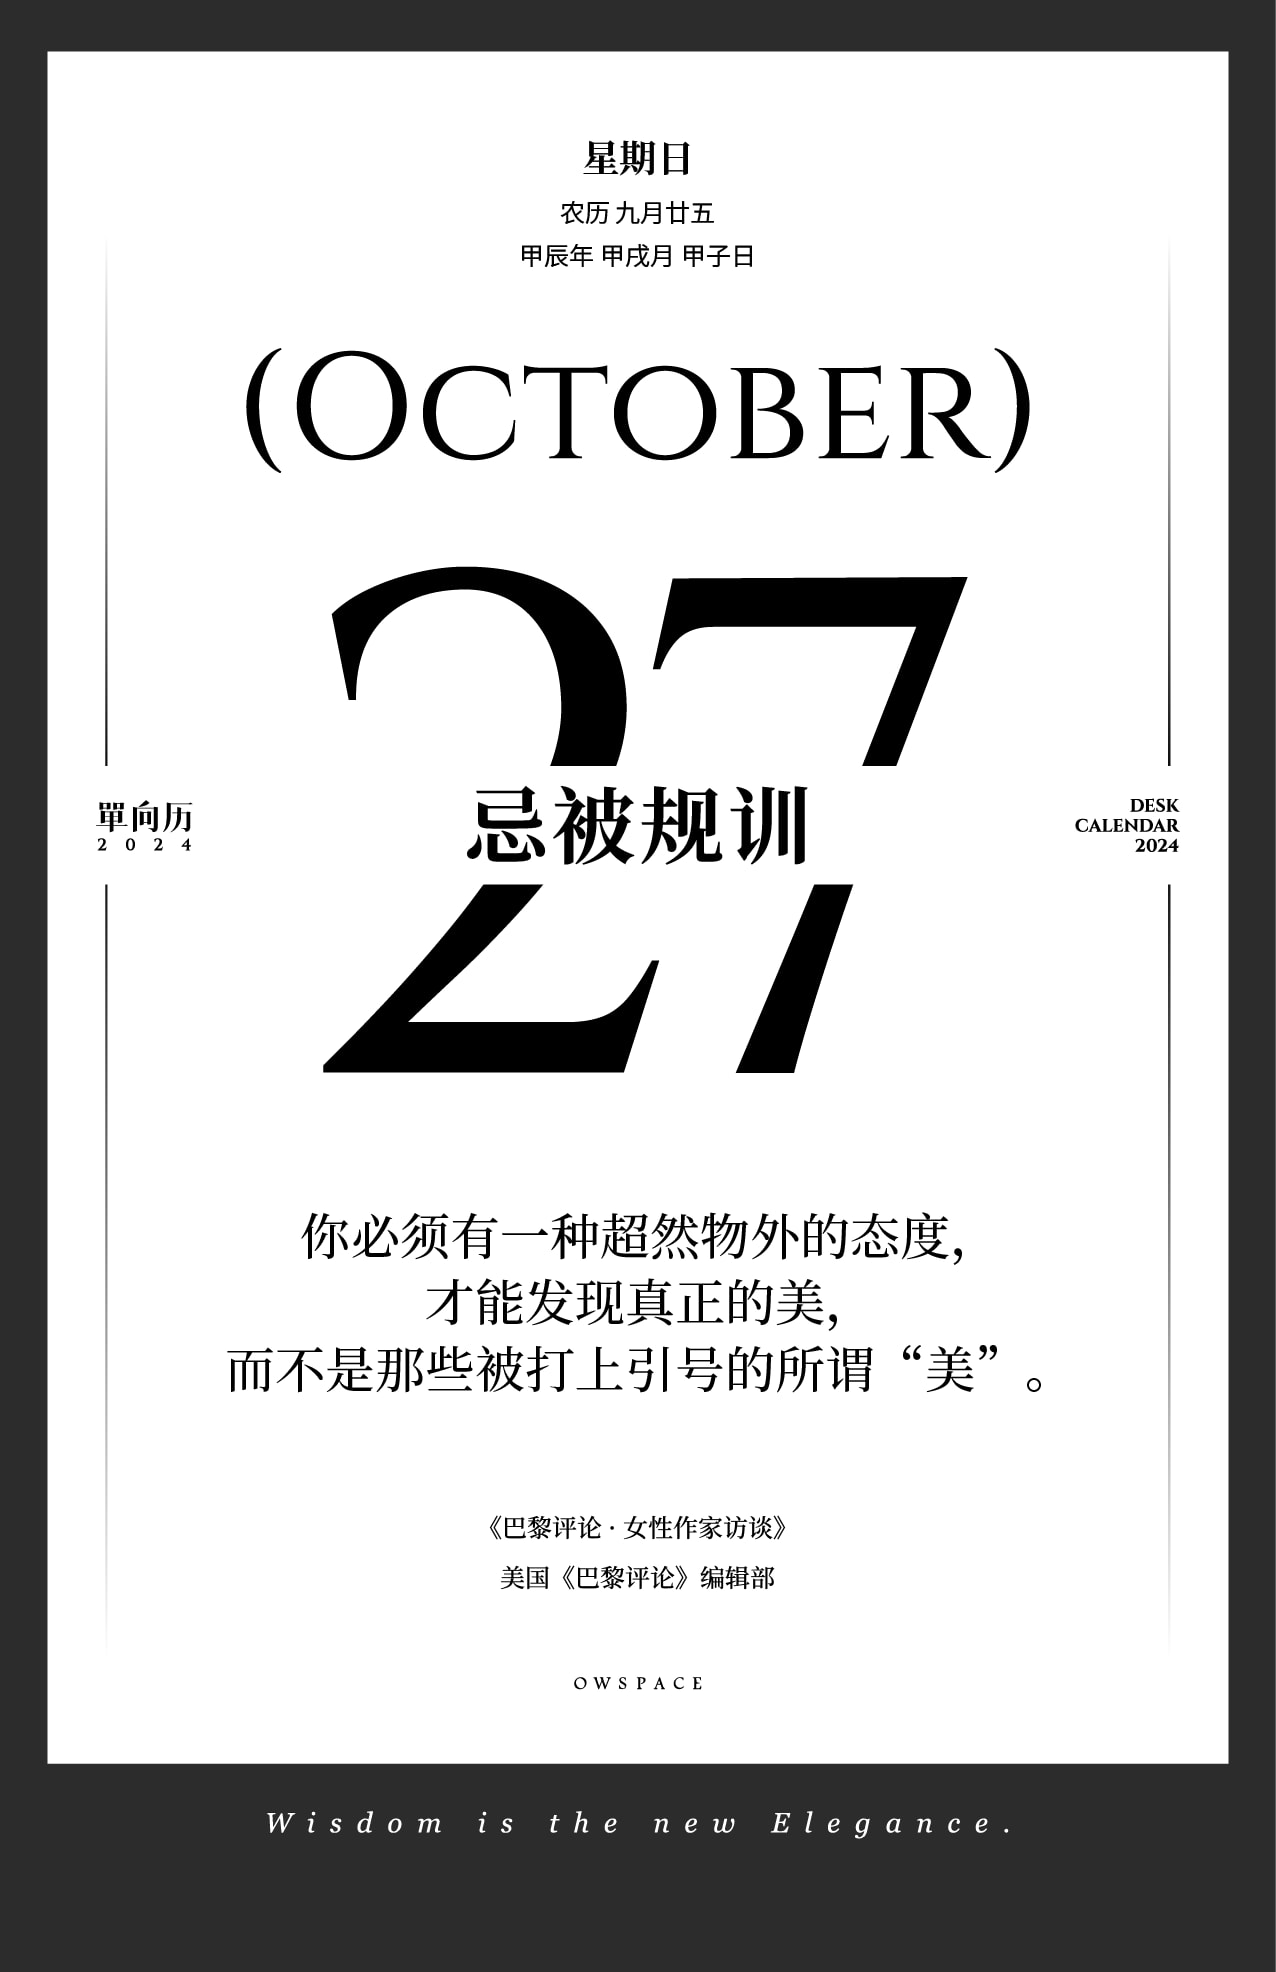 星期日
农历 九月廿五
甲辰年 甲戌月 甲子日
(OCTOBER)
27
單向历
2024
忌被规训
DESK
CALENDAR
2024
你必须有一种超然物外的态度，
才能发现真正的美，
而不是那些被打上引号的所谓“美”。
《巴黎评论·女性作家访谈》
美国《巴黎评论》编辑部
OWSPACE
Wisdom is the new Elegance.